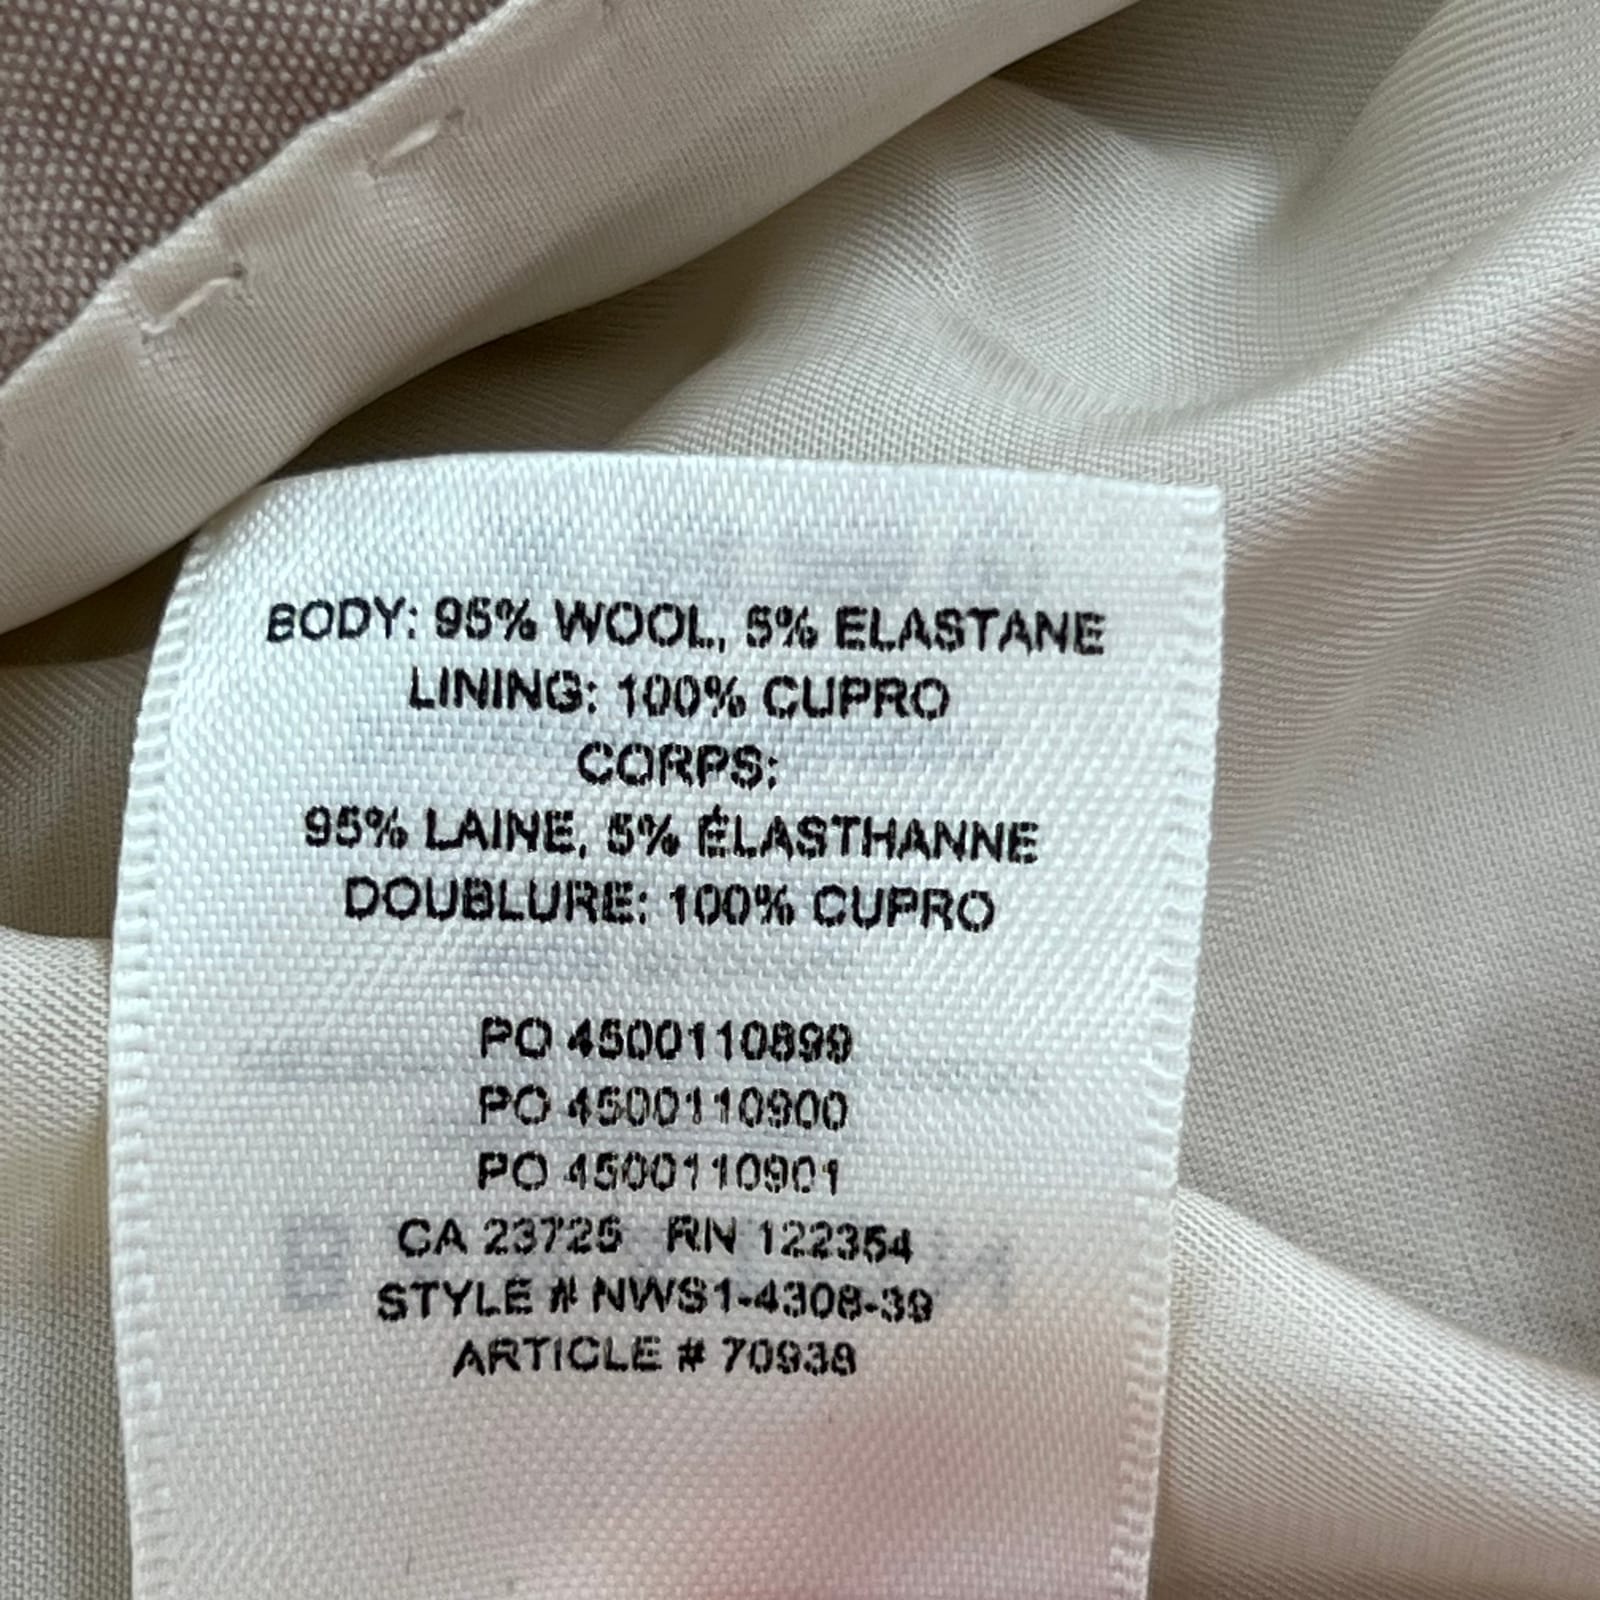 BODY: 95% WOOL, 5% ELASTANE
LINING: 100% CUPRO
CORPS:
95% LAINE, 5% ÉLASTHANNE
DOUBLURE: 100% CUPRO
PO 4500110899
PO 4500110900
PO 4500110901
CA 23725 RN 122354
STYLE # NWS1-4308-39
ARTICLE # 70938